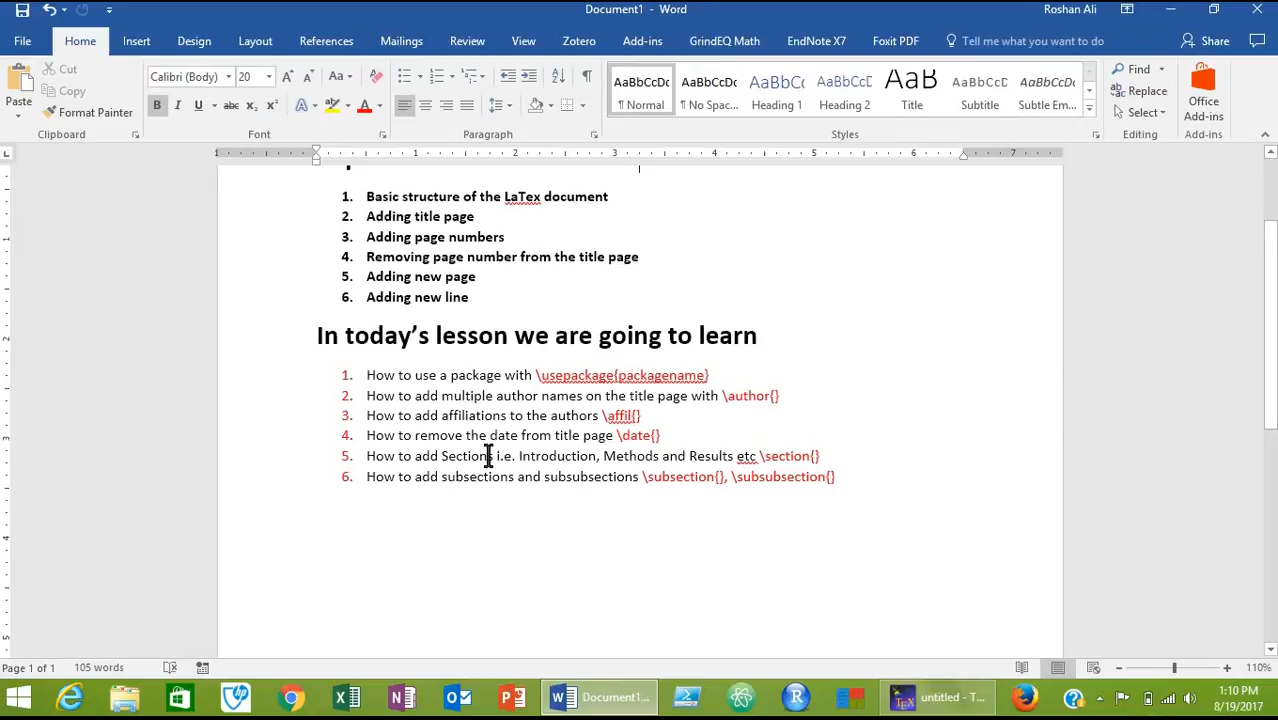 Document1 - Word
Roshan Ali
File Home Insert Design Layout References Mailings Review View Zotero Add-ins GrindEQ Math EndNote X7 Foxit PDF Tell me what you want to do Share
Paste Cut Copy Format Painter
Calibri (Body) 20
AaBbCcDc AaBbCcDc AaBbCc AaBbCcC AaB AaBbCcD AaBbCcDc
¶ Normal ¶ No Spac... Heading 1 Heading 2 Title Subtitle Subtle Em...
Find Replace Select
Office Add-ins
Clipboard Font Paragraph Styles Editing Add-ins
1 1 2 3 4 5 6 7
1. Basic structure of the LaTex document
2. Adding title page
3. Adding page numbers
4. Removing page number from the title page
5. Adding new page
6. Adding new line
In today's lesson we are going to learn
1. How to use a package with \usepackage{packagename}
2. How to add multiple author names on the title page with \author{}
3. How to add affiliations to the authors \affil{}
4. How to remove the date from title page \date{}
5. How to add Sections i.e. Introduction, Methods and Results etc \section{}
6. How to add subsections and subsubsections \subsection{}, \subsubsection{}
Page 1 of 1 105 words 110%
Document1... untitled - T...
1:10 PM
8/19/2017